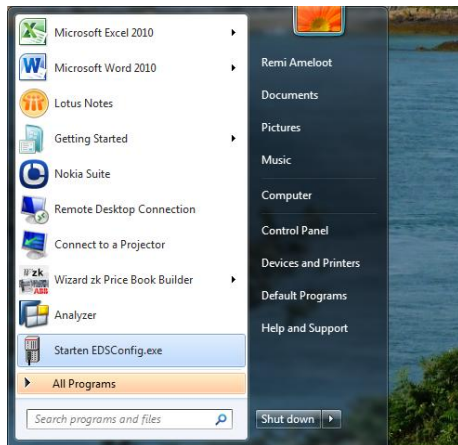 Microsoft Excel 2010
Microsoft Word 2010
Lotus Notes
Getting Started
Nokia Suite
Remote Desktop Connection
Connect to a Projector
zk
ABB
Wizard zk Price Book Builder
Analyzer
Starten EDSConfig.exe
All Programs
Search programs and files
Remi Ameloot
Documents
Pictures
Music
Computer
Control Panel
Devices and Printers
Default Programs
Help and Support
Shut down